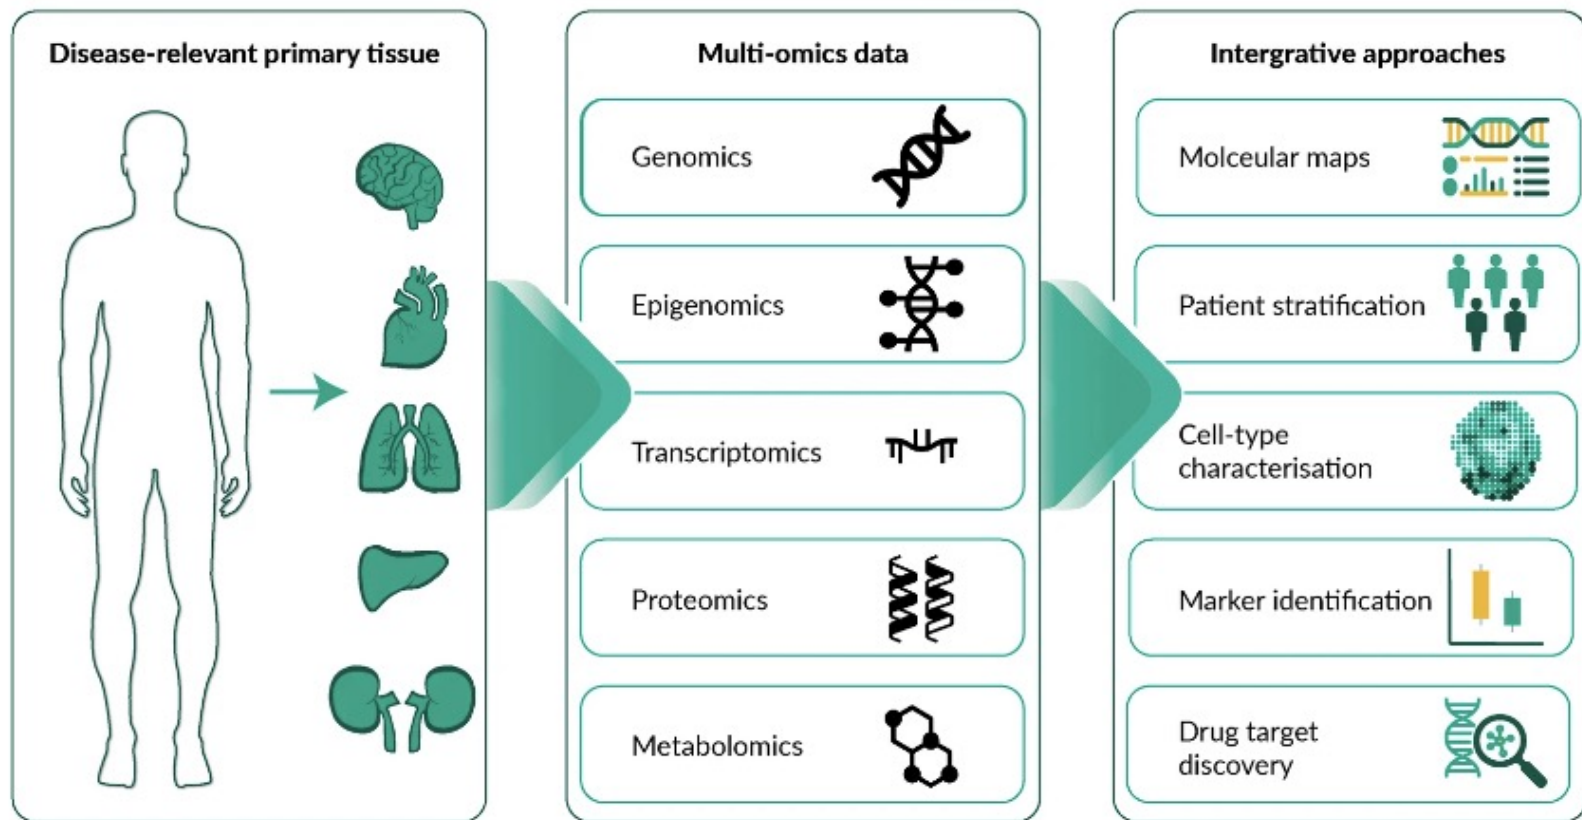 Disease-relevant primary tissue
Multi-omics data
Genomics
Epigenomics
Transcriptomics
Proteomics
Metabolomics
Intergrative approaches
Molceular maps
Patient stratification
Cell-type
characterisation
Marker identification
Drug target
discovery